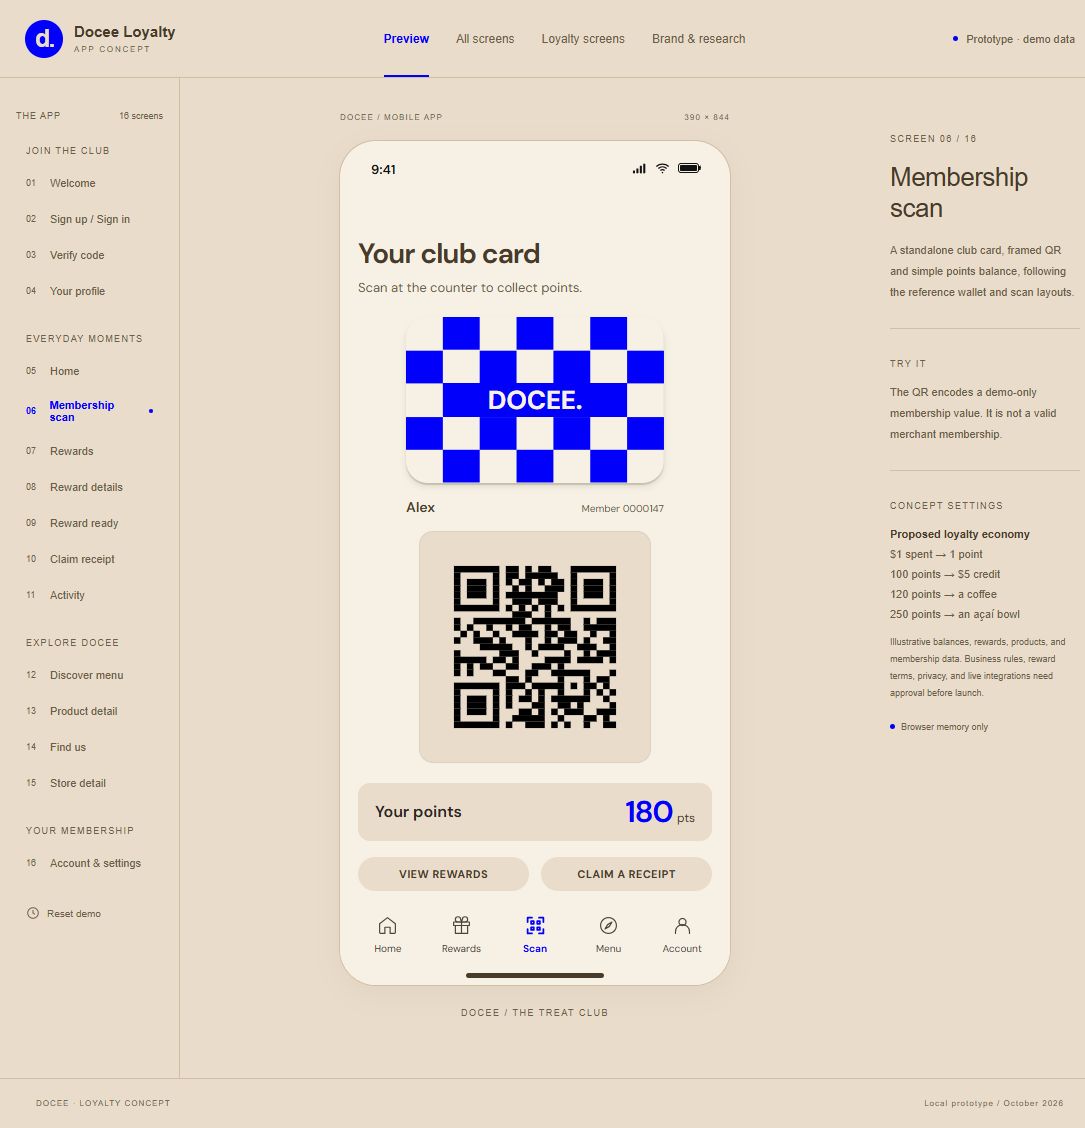 d.
Docee Loyalty
APP CONCEPT
Preview
All screens
Loyalty screens
Brand & research
Prototype · demo data
THE APP
16 screens
JOIN THE CLUB
01 Welcome
02 Sign up / Sign in
03 Verify code
04 Your profile
EVERYDAY MOMENTS
05 Home
06 Membership
scan
07 Rewards
08 Reward details
09 Reward ready
10 Claim receipt
11 Activity
EXPLORE DOCEE
12 Discover menu
13 Product detail
14 Find us
15 Store detail
YOUR MEMBERSHIP
16 Account & settings
Reset demo
DOCEE / MOBILE APP
390 × 844
9:41
Your club card
Scan at the counter to collect points.
DOCEE.
Alex
Member 0000147
Your points
180 pts
VIEW REWARDS
CLAIM A RECEIPT
Home
Rewards
Scan
Menu
Account
DOCEE / THE TREAT CLUB
SCREEN 06 / 16
Membership
scan
A standalone club card, framed QR
and simple points balance, following
the reference wallet and scan layouts.
TRY IT
The QR encodes a demo-only
membership value. It is not a valid
merchant membership.
CONCEPT SETTINGS
Proposed loyalty economy
$1 spent → 1 point
100 points → $5 credit
120 points → a coffee
250 points → an açaí bowl
Illustrative balances, rewards, products, and
membership data. Business rules, reward
terms, privacy, and live integrations need
approval before launch.
Browser memory only
DOCEE · LOYALTY CONCEPT
Local prototype / October 2026